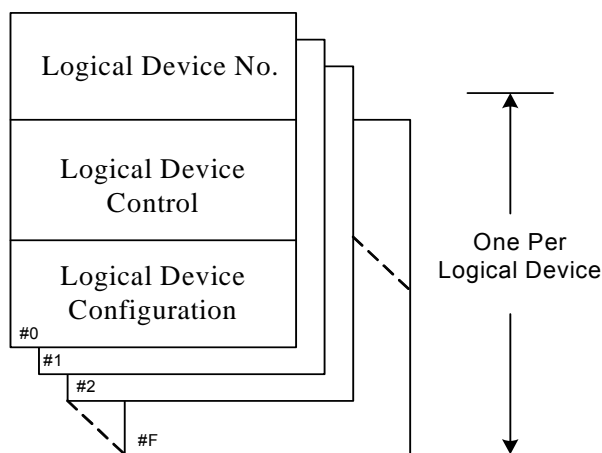 Logical Device No.
Logical Device
Control
Logical Device
Configuration
#0
#1
#2
#F
One Per
Logical Device